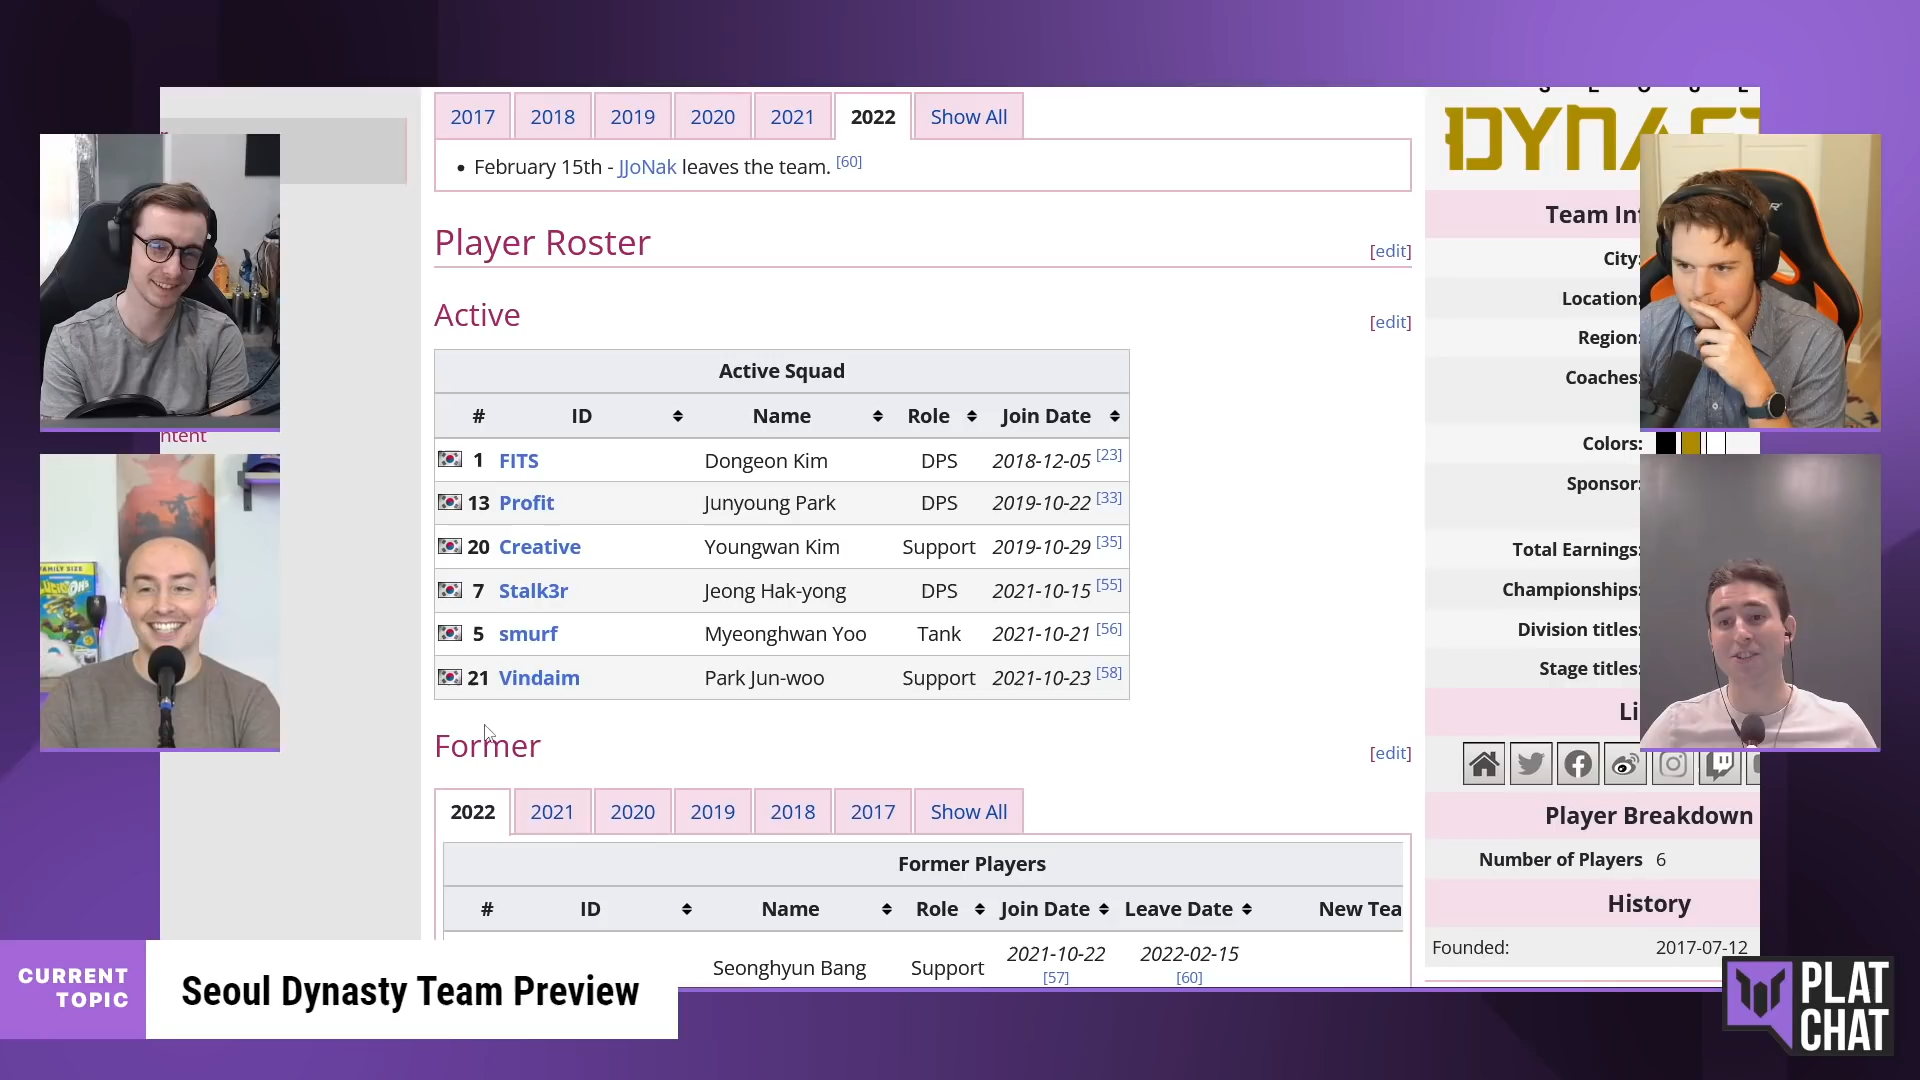 2017 2018 2019 2020 2021 2022 Show All
• February 15th - JJoNak leaves the team. [60]
Player Roster [edit]
Active [edit]
Active Squad
# ID Name Role Join Date
1 FITS Dongeon Kim DPS 2018-12-05 [23]
13 Profit Junyoung Park DPS 2019-10-22 [33]
20 Creative Youngwan Kim Support 2019-10-29 [35]
7 Stalk3r Jeong Hak-yong DPS 2021-10-15 [55]
5 smurf Myeonghwan Yoo Tank 2021-10-21 [56]
21 Vindaim Park Jun-woo Support 2021-10-23 [58]
Former [edit]
2022 2021 2020 2019 2018 2017 Show All
Former Players
# ID Name Role Join Date Leave Date New Tea
Seonghyun Bang Support 2021-10-22 [57] 2022-02-15 [60]
ntent
FAMILY SIZE
DYNAST
Team Inf
City:
Location:
Region:
Coaches:
Colors:
Sponsor:
Total Earnings:
Championships:
Division titles:
Stage titles:
Li
Player Breakdown
Number of Players 6
History
Founded: 2017-07-12
CURRENT
TOPIC
Seoul Dynasty Team Preview
PLAT
CHAT